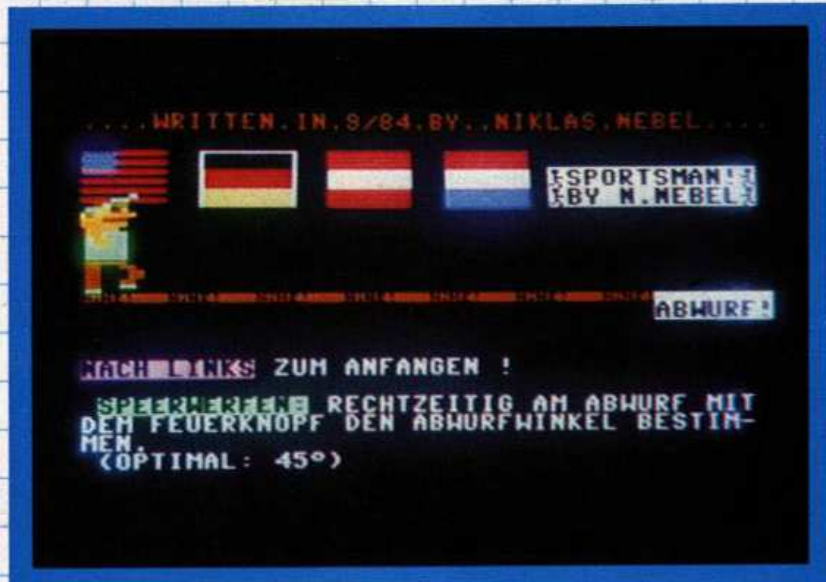 ....WRITTEN.IN.9/84.BY..NIKLAS.NEBEL....
SPORTSMAN!
BY N.NEBEL
ABWURF!
NACH LINKS ZUM ANFANGEN !
SPEERWERFEN: RECHTZEITIG AM ABWURF MIT
DEM FEUERKNOPF DEN ABWURFWINKEL BESTIM-
MEN.
(OPTIMAL: 45°)